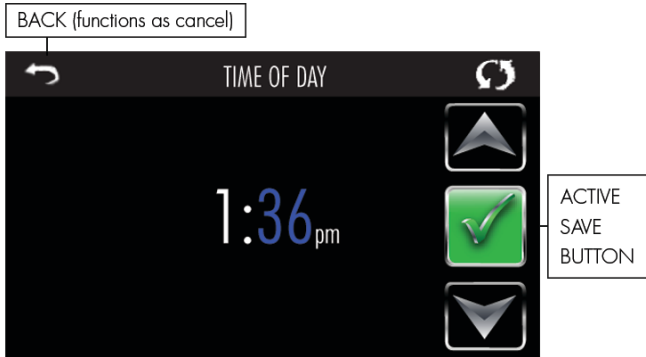 BACK (functions as cancel)
TIME OF DAY
1:36pm
ACTIVE
SAVE
BUTTON